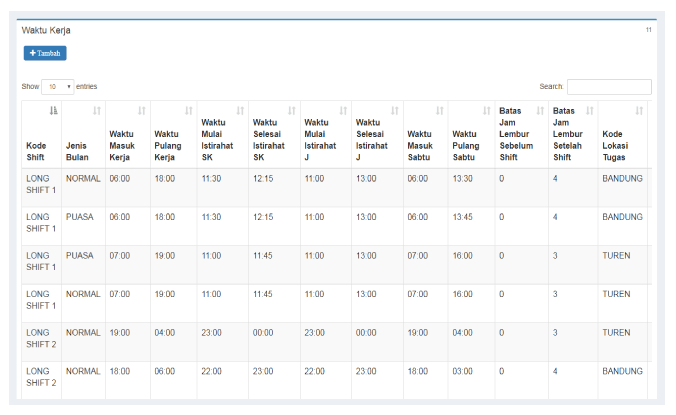 Waktu Kerja
+ Tambah
Show 10 entries
Search:
Kode Shift Jenis Bulan Waktu Masuk Kerja Waktu Pulang Kerja Waktu Mulai Istirahat SK Waktu Selesai Istirahat SK Waktu Mulai Istirahat J Waktu Selesai Istirahat J Waktu Masuk Sabtu Waktu Pulang Sabtu Batas Jam Lembur Sebelum Shift Batas Jam Lembur Setelah Shift Kode Lokasi Tugas
LONG SHIFT 1 NORMAL 06:00 18:00 11:30 12:15 11:00 13:00 06:00 13:30 0 4 BANDUNG
LONG SHIFT 1 PUASA 06:00 18:00 11:30 12:15 11:00 13:00 06:00 13:45 0 4 BANDUNG
LONG SHIFT 1 PUASA 07:00 19:00 11:00 11:45 11:00 13:00 07:00 16:00 0 3 TUREN
LONG SHIFT 1 NORMAL 07:00 19:00 11:00 11:45 11:00 13:00 07:00 16:00 0 3 TUREN
LONG SHIFT 2 NORMAL 19:00 04:00 23:00 00:00 23:00 00:00 19:00 04:00 0 3 TUREN
LONG SHIFT 2 NORMAL 18:00 06:00 22:00 23:00 22:00 23:00 18:00 03:00 0 4 BANDUNG